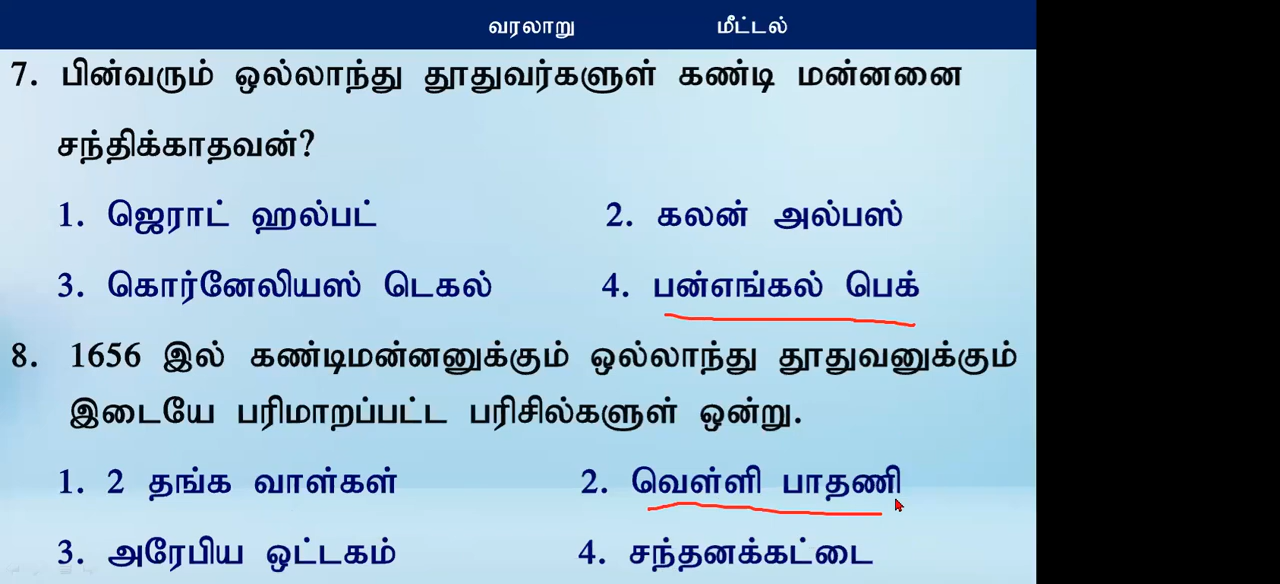 வரலாறு மீட்டல்
7. பின்வரும் ஒல்லாந்து தூதுவர்களுள் கண்டி மன்னனை
சந்திக்காதவன்?
1. ஜெராட் ஹல்பட் 2. கலன் அல்பஸ்
3. கொர்னேலியஸ் டெகல் 4. பன்எங்கல் பெக்
8. 1656 இல் கண்டிமன்னனுக்கும் ஒல்லாந்து தூதுவனுக்கும்
இடையே பரிமாறப்பட்ட பரிசில்களுள் ஒன்று.
1. 2 தங்க வாள்கள் 2. வெள்ளி பாதணி
3. அரேபிய ஒட்டகம் 4. சந்தனக்கட்டை